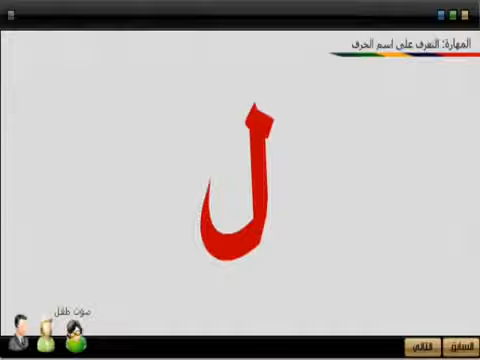 المهارة: التعرف على اسم الحرف
ل
صوت طفل
التالي
السابق